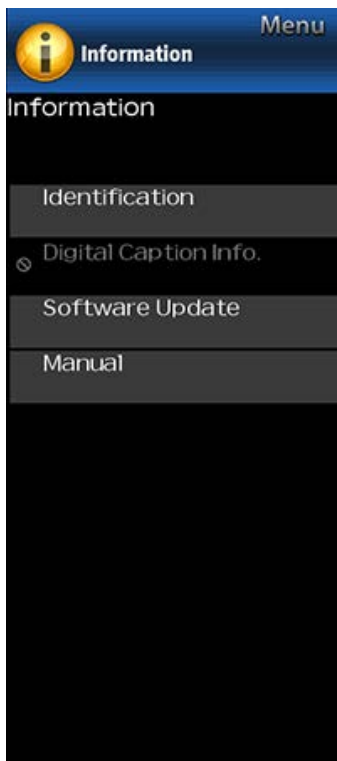 Menu
Information
Information
Identification
Digital Caption Info.
Software Update
Manual